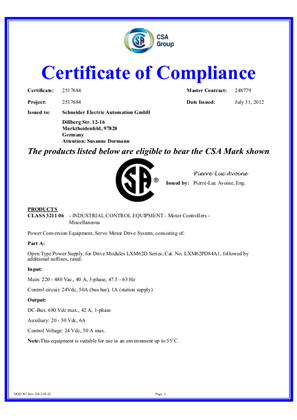 CSA
Group
Certificate of Compliance
Certificate: 2517684 Master Contract: 248779
Project: 2517684 Date Issued: July 31, 2012
Issued to: Schneider Electric Automation GmbH
Dillberg Str. 12-16
Marktheidenfeld, 97828
Germany
Attention: Susanne Dormann
The products listed below are eligible to bear the CSA Mark shown
Pierre-Luc Avoine
Issued by: Pierre-Luc Avoine, Eng.
PRODUCTS
CLASS 3211 06 - INDUSTRIAL CONTROL EQUIPMENT - Motor Controllers -
Miscellaneous
Power Conversion Equipment, Servo Motor Drive System, consisting of:
Part A:
Open Type Power Supply, for Drive Modules LXM62D Series, Cat. No. LXM62PD84A1, followed by
additional suffixes, rated:
Input:
Main: 220 - 480 Vac, 40 A, 3-phase, 47.5 - 63 Hz
Control circuit: 24Vdc, 50A (bus bar), 1A (station supply)
Output:
DC-Bus: 680 Vdc max., 42 A, 1-phase
Auxiliary: 20 - 30 Vdc, 6A
Control Voltage: 24 Vdc, 50 A max.
Note:This equipment is suitable for use in an environment up to 55°C.
Page: 1